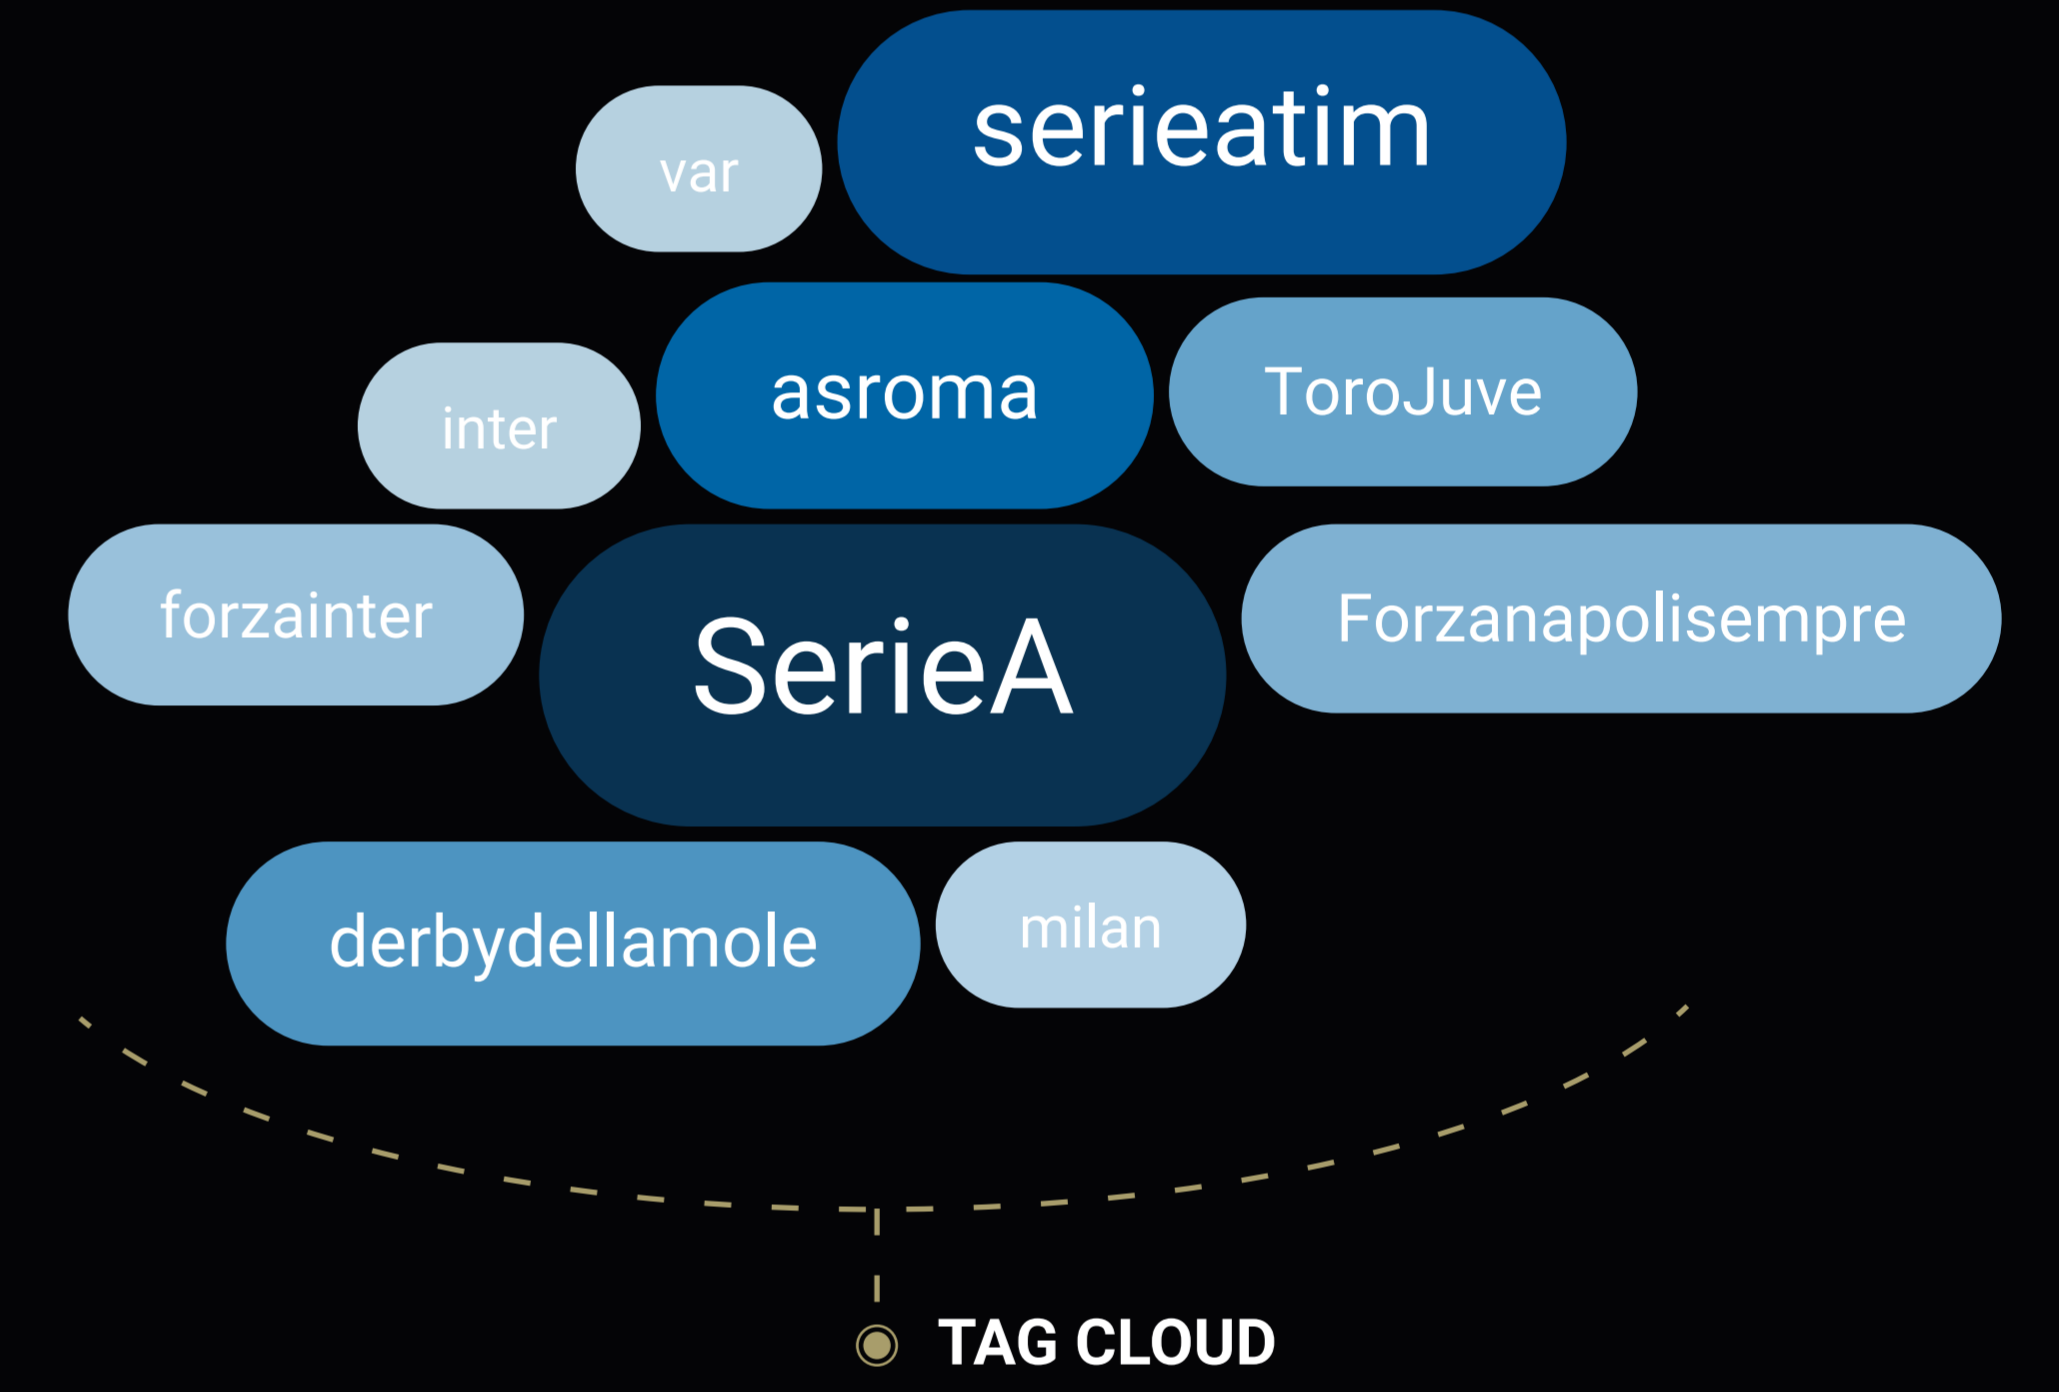 serieatim
var
asroma
ToroJuve
inter
forzainter
SerieA
Forzanapolisempre
derbydellamole
milan
TAG CLOUD